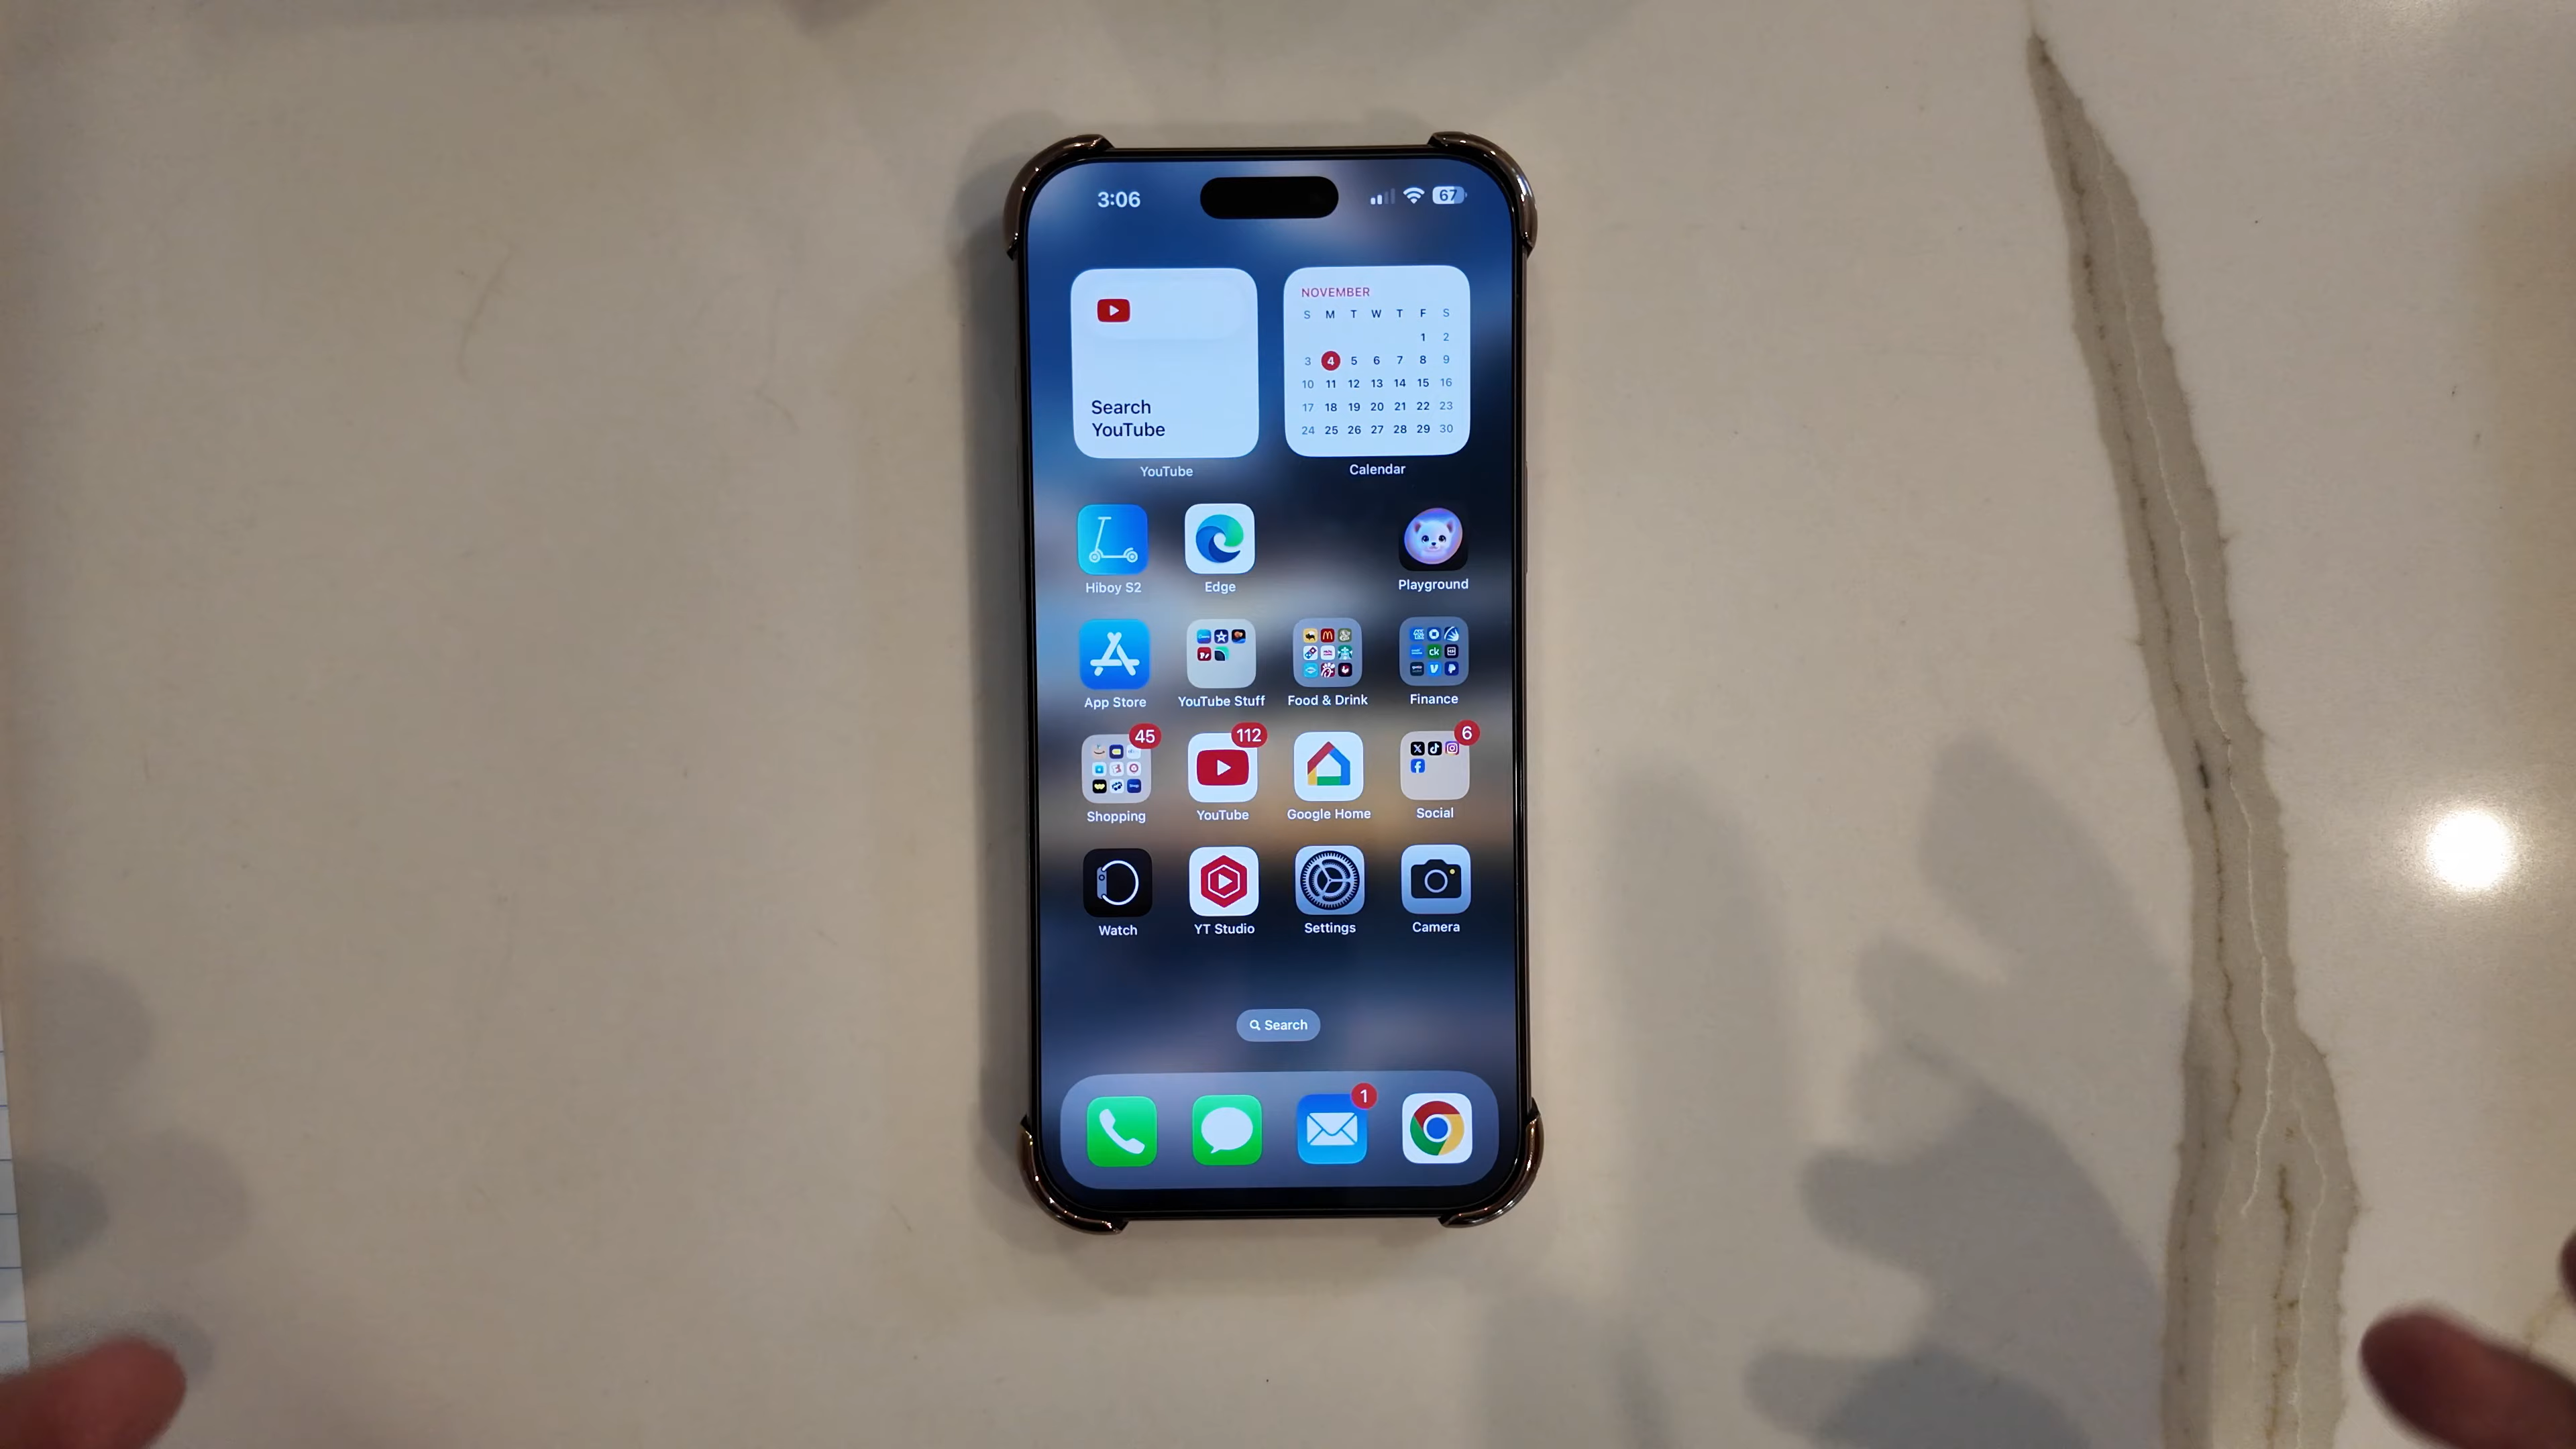 3:06
67
Search
YouTube
YouTube
NOVEMBER
S M T W T F S
1 2
3 4 5 6 7 8 9
10 11 12 13 14 15 16
17 18 19 20 21 22 23
24 25 26 27 28 29 30
Calendar
Hiboy S2
Edge
Playground
App Store
YouTube Stuff
Food & Drink
ck
Finance
45
Shopping
112
YouTube
Google Home
6
Social
Watch
YT Studio
Settings
Camera
Search
1